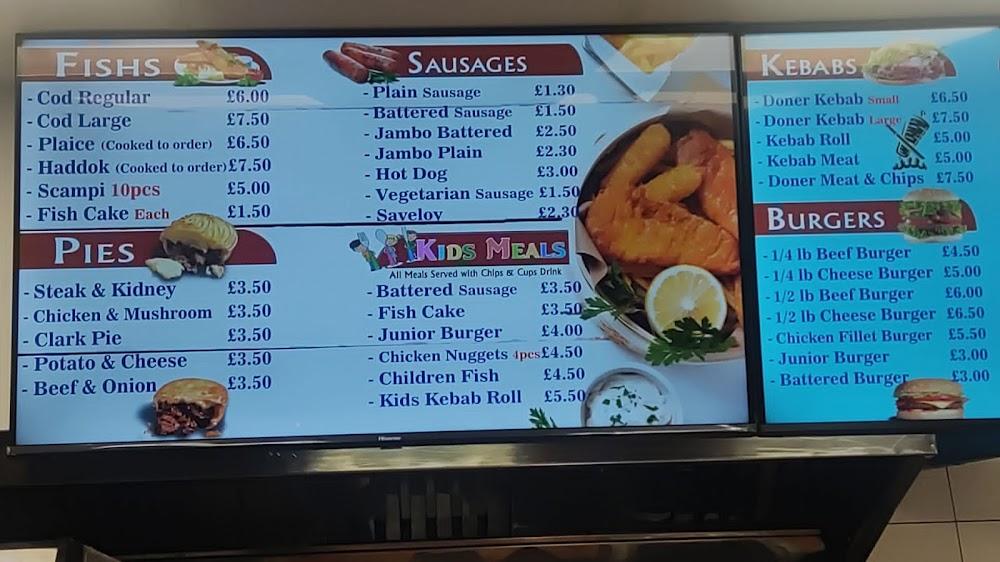 FISHS
- Cod Regular £6.00
- Cod Large £7.50
- Plaice (Cooked to order) £6.50
- Haddok (Cooked to order) £7.50
- Scampi 10pcs £5.00
- Fish Cake Each £1.50
PIES
- Steak & Kidney £3.50
- Chicken & Mushroom £3.50
- Clark Pie £3.50
- Potato & Cheese £3.50
- Beef & Onion £3.50
SAUSAGES
- Plain Sausage £1.30
- Battered Sausage £1.50
- Jambo Battered £2.50
- Jambo Plain £2.30
- Hot Dog £3.00
- Vegetarian Sausage £1.50
- Saveloy £2.30
KIDS MEALS
All Meals Served with Chips & Cups Drink
- Battered Sausage £3.50
- Fish Cake £3.50
- Junior Burger £4.00
- Chicken Nuggets 4pcs £4.50
- Children Fish £4.50
- Kids Kebab Roll £5.50
KEBABS
- Doner Kebab Small £6.50
- Doner Kebab Large £7.50
- Kebab Roll £5.00
- Kebab Meat £5.00
- Doner Meat & Chips £7.50
BURGERS
- 1/4 lb Beef Burger £4.50
- 1/4 lb Cheese Burger £5.00
- 1/2 lb Beef Burger £6.00
- 1/2 lb Cheese Burger £6.50
- Chicken Fillet Burger £5.50
- Junior Burger £3.00
- Battered Burger £3.00
Hisense